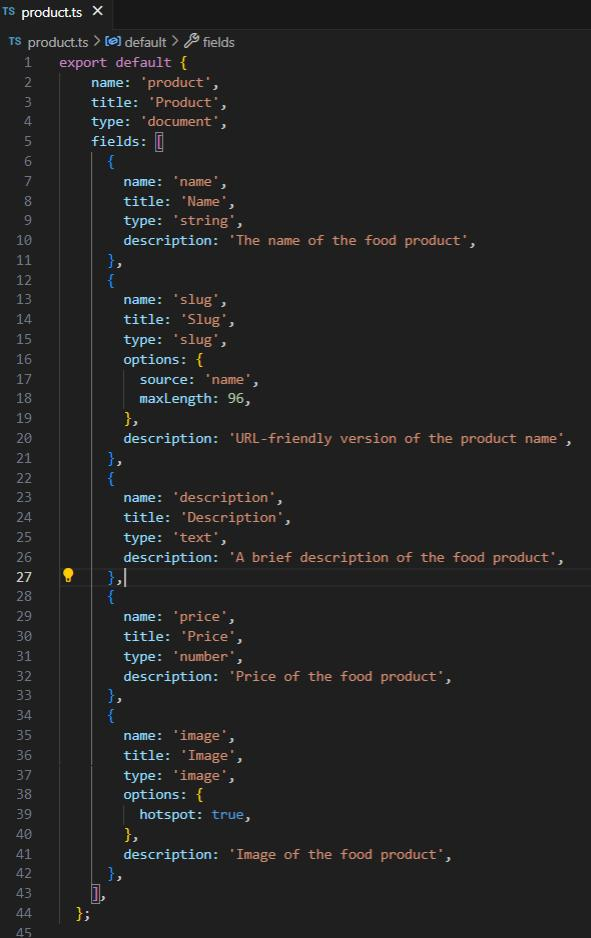 TS product.ts ×
TS product.ts > default > fields
1 export default {
2     name: 'product',
3     title: 'Product',
4     type: 'document',
5     fields: [
6       {
7         name: 'name',
8         title: 'Name',
9         type: 'string',
10         description: 'The name of the food product',
11       },
12       {
13         name: 'slug',
14         title: 'Slug',
15         type: 'slug',
16         options: {
17           source: 'name',
18           maxLength: 96,
19         },
20         description: 'URL-friendly version of the product name',
21       },
22       {
23         name: 'description',
24         title: 'Description',
25         type: 'text',
26         description: 'A brief description of the food product',
27       },
28       {
29         name: 'price',
30         title: 'Price',
31         type: 'number',
32         description: 'Price of the food product',
33       },
34       {
35         name: 'image',
36         title: 'Image',
37         type: 'image',
38         options: {
39           hotspot: true,
40         },
41         description: 'Image of the food product',
42       },
43     ],
44   };
45